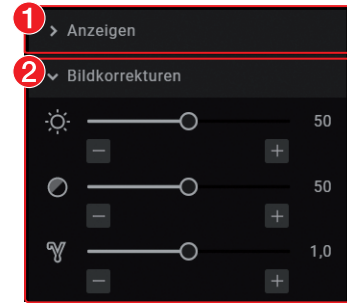 1
Anzeigen
2
Bildkorrekturen
50
− +
50
− +
γ 1,0
− +